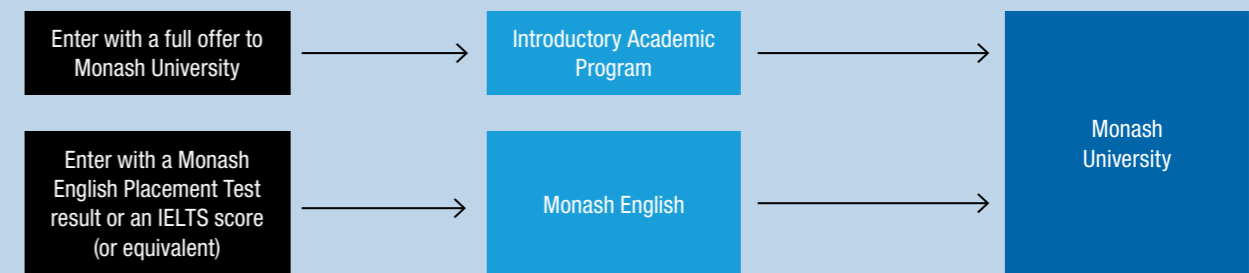 Enter with a full offer to
Monash University
Introductory Academic
Program
Enter with a Monash
English Placement Test
result or an IELTS score
(or equivalent)
Monash English
Monash
University